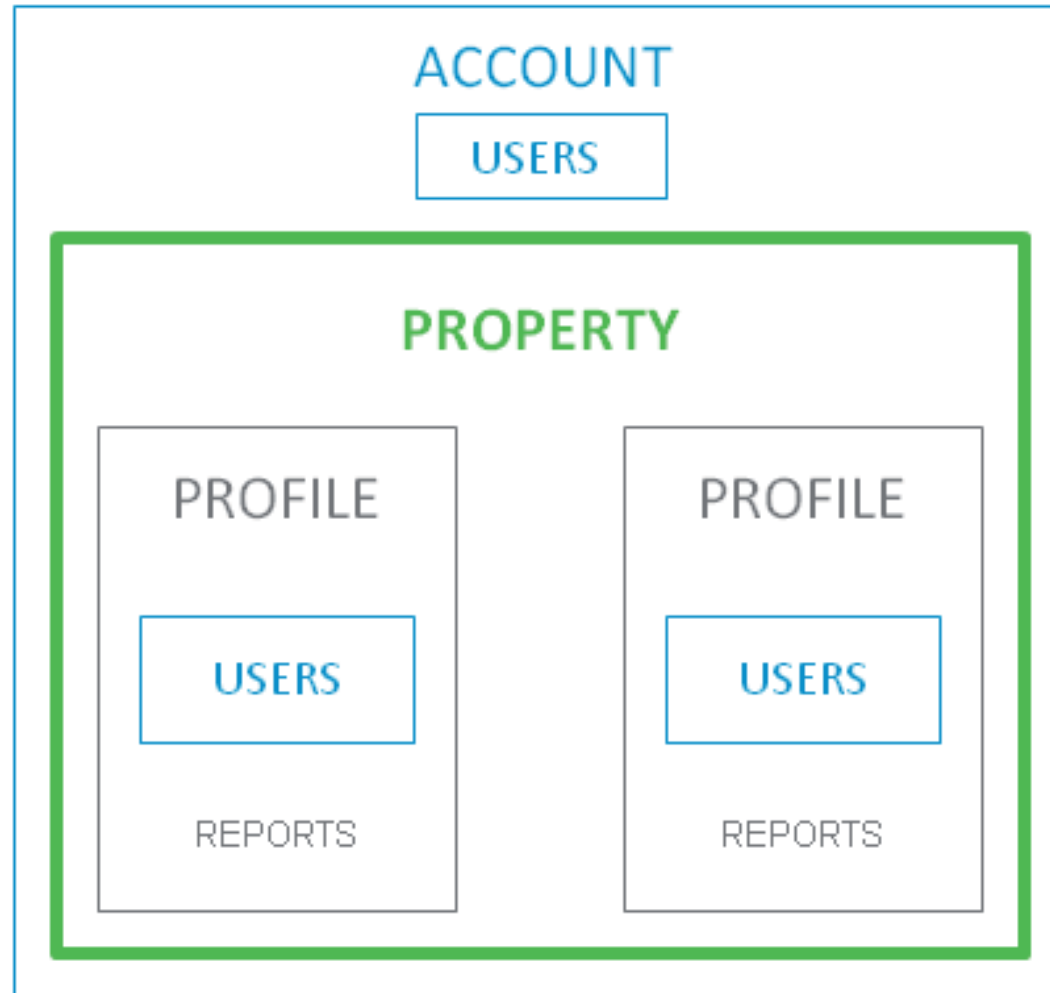 ACCOUNT
USERS
PROPERTY
PROFILE
USERS
REPORTS
PROFILE
USERS
REPORTS